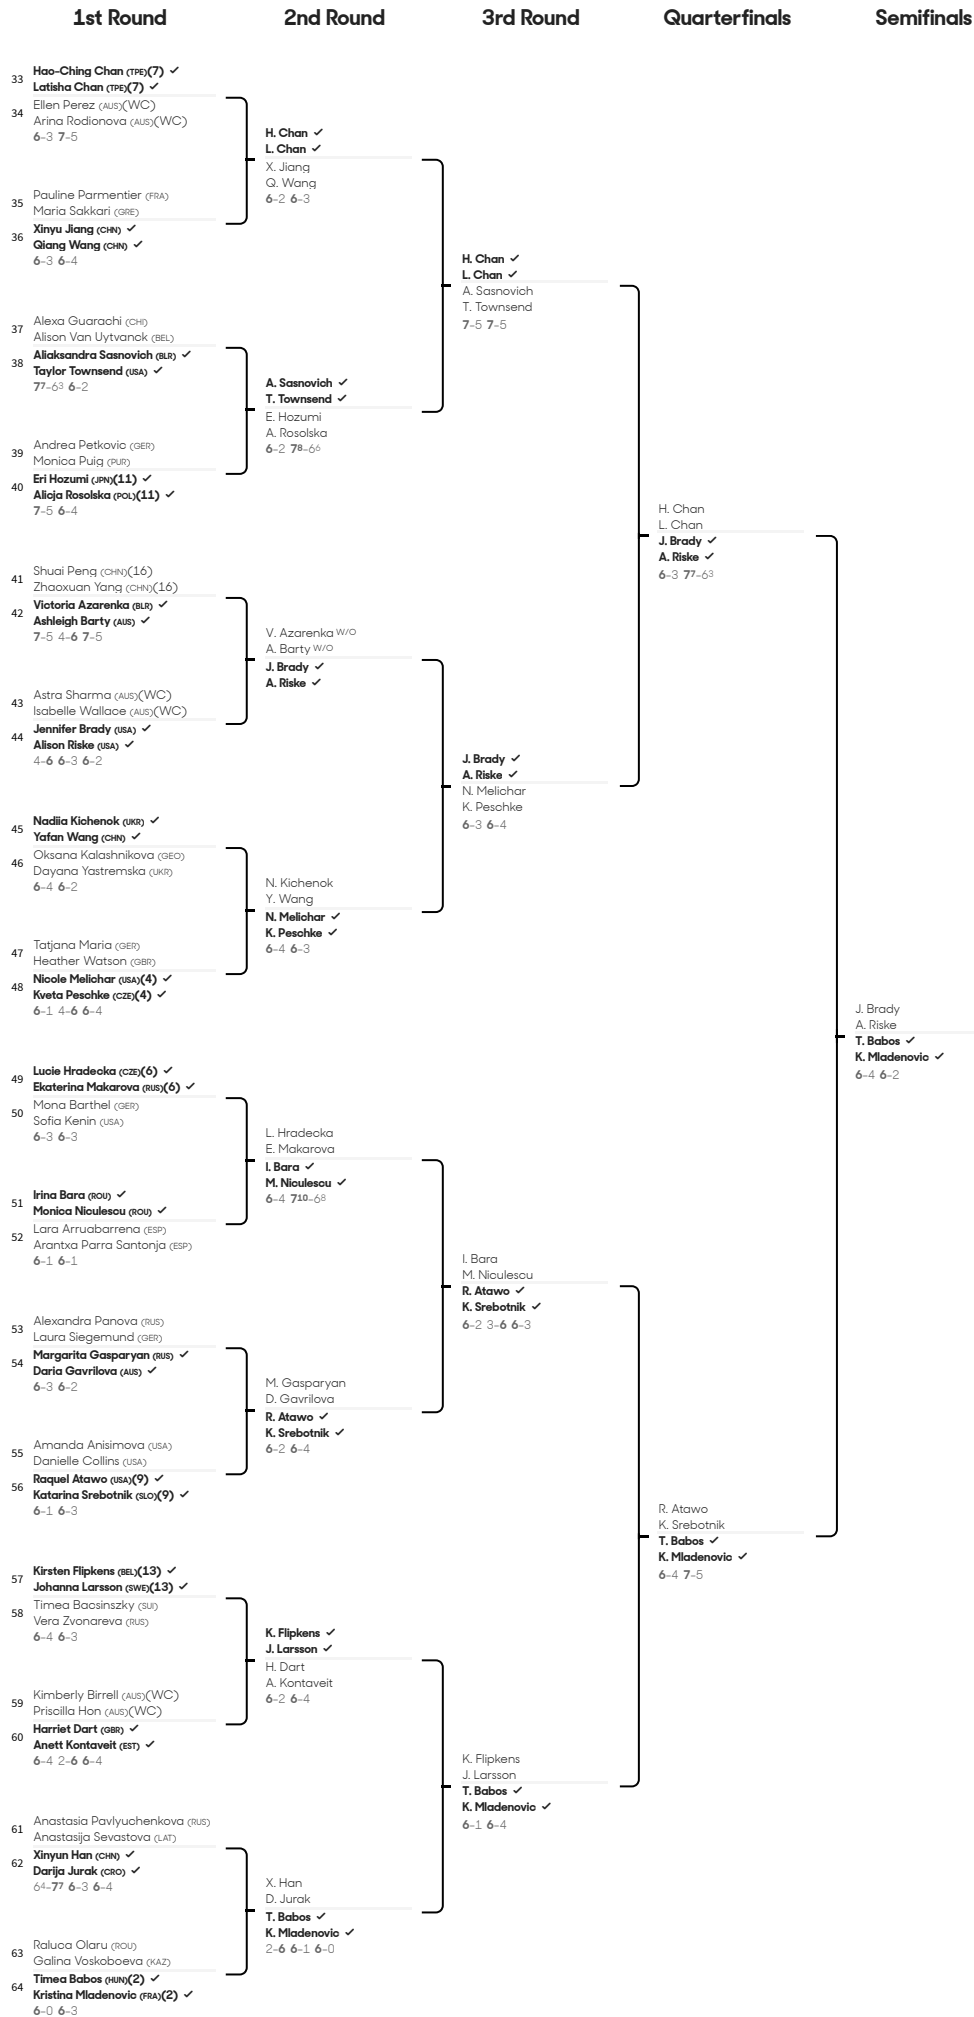 1st Round
2nd Round
3rd Round
Quarterfinals
Semifinals
33 Hao-Ching Chan (TPE)(7) ✓
Latisha Chan (TPE)(7) ✓
34 Ellen Perez (AUS)(WC)
Arina Rodionova (AUS)(WC)
6-3 7-5
35 Pauline Parmentier (FRA)
Maria Sakkari (GRE)
36 Xinyu Jiang (CHN) ✓
Qiang Wang (CHN) ✓
6-3 6-4
37 Alexa Guarachi (CHI)
Alison Van Uytvanck (BEL)
38 Aliaksandra Sasnovich (BLR) ✓
Taylor Townsend (USA) ✓
7⁷-6³ 6-2
39 Andrea Petkovic (GER)
Monica Puig (PUR)
40 Eri Hozumi (JPN)(11) ✓
Alicja Rosolska (POL)(11) ✓
7-5 6-4
41 Shuai Peng (CHN)(16)
Zhaoxuan Yang (CHN)(16)
42 Victoria Azarenka (BLR) ✓
Ashleigh Barty (AUS) ✓
7-5 4-6 7-5
43 Astra Sharma (AUS)(WC)
Isabelle Wallace (AUS)(WC)
44 Jennifer Brady (USA) ✓
Alison Riske (USA) ✓
4-6 6-3 6-2
45 Nadiia Kichenok (UKR) ✓
Yafan Wang (CHN) ✓
46 Oksana Kalashnikova (GEO)
Dayana Yastremska (UKR)
6-4 6-2
47 Tatjana Maria (GER)
Heather Watson (GBR)
48 Nicole Melichar (USA)(4) ✓
Kveta Peschke (CZE)(4) ✓
6-1 4-6 6-4
49 Lucie Hradecka (CZE)(6) ✓
Ekaterina Makarova (RUS)(6) ✓
50 Mona Barthel (GER)
Sofia Kenin (USA)
6-3 6-3
51 Irina Bara (ROU) ✓
Monica Niculescu (ROU) ✓
52 Lara Arruabarrena (ESP)
Arantxa Parra Santonja (ESP)
6-1 6-1
53 Alexandra Panova (RUS)
Laura Siegemund (GER)
54 Margarita Gasparyan (RUS) ✓
Daria Gavrilova (AUS) ✓
6-3 6-2
55 Amanda Anisimova (USA)
Danielle Collins (USA)
56 Raquel Atawo (USA)(9) ✓
Katarina Srebotnik (SLO)(9) ✓
6-1 6-3
57 Kirsten Flipkens (BEL)(13) ✓
Johanna Larsson (SWE)(13) ✓
58 Timea Bacsinszky (SUI)
Vera Zvonareva (RUS)
6-4 6-3
59 Kimberly Birrell (AUS)(WC)
Priscilla Hon (AUS)(WC)
60 Harriet Dart (GBR) ✓
Anett Kontaveit (EST) ✓
6-4 2-6 6-4
61 Anastasia Pavlyuchenkova (RUS)
Anastasija Sevastova (LAT)
62 Xinyun Han (CHN) ✓
Darija Jurak (CRO) ✓
6⁴-7⁷ 6-3 6-4
63 Raluca Olaru (ROU)
Galina Voskoboeva (KAZ)
64 Timea Babos (HUN)(2) ✓
Kristina Mladenovic (FRA)(2) ✓
6-0 6-3
H. Chan ✓
L. Chan ✓
X. Jiang
Q. Wang
6-2 6-3
A. Sasnovich ✓
T. Townsend ✓
E. Hozumi
A. Rosolska
6-2 7⁸-6⁶
V. Azarenka W/O
A. Barty W/O
J. Brady ✓
A. Riske ✓
N. Kichenok
Y. Wang
N. Melichar ✓
K. Peschke ✓
6-4 6-3
L. Hradecka
E. Makarova
I. Bara ✓
M. Niculescu ✓
6-4 7¹⁰-6⁸
M. Gasparyan
D. Gavrilova
R. Atawo ✓
K. Srebotnik ✓
6-2 6-4
K. Flipkens ✓
J. Larsson ✓
H. Dart
A. Kontaveit
6-2 6-4
X. Han
D. Jurak
T. Babos ✓
K. Mladenovic ✓
2-6 6-1 6-0
H. Chan ✓
L. Chan ✓
A. Sasnovich
T. Townsend
7-5 7-5
J. Brady ✓
A. Riske ✓
N. Melichar
K. Peschke
6-3 6-4
I. Bara
M. Niculescu
R. Atawo ✓
K. Srebotnik ✓
6-2 3-6 6-3
K. Flipkens
J. Larsson
T. Babos ✓
K. Mladenovic ✓
6-1 6-4
H. Chan
L. Chan
J. Brady ✓
A. Riske ✓
6-3 7⁷-6³
R. Atawo
K. Srebotnik
T. Babos ✓
K. Mladenovic ✓
6-4 7-5
J. Brady
A. Riske
T. Babos ✓
K. Mladenovic ✓
6-4 6-2